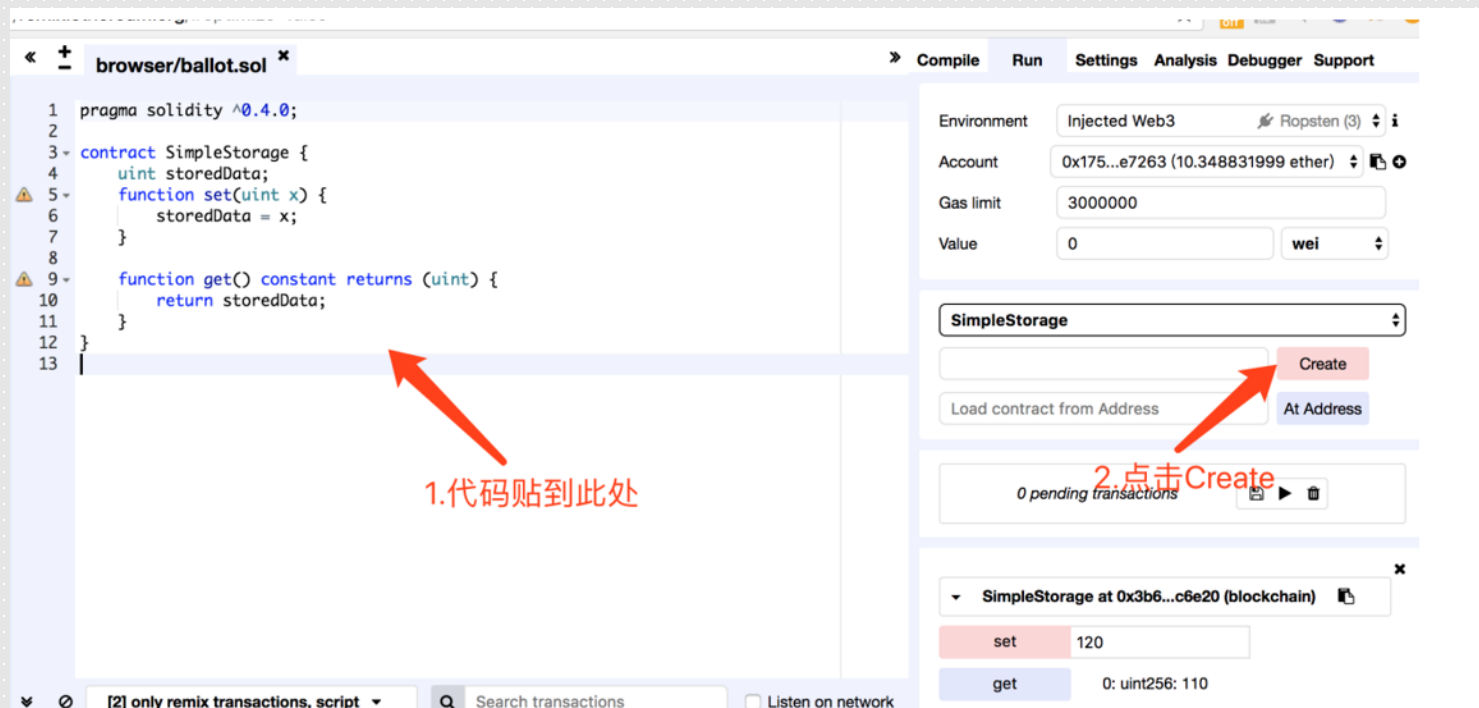 browser/ballot.sol
Compile Run Settings Analysis Debugger Support
1 pragma solidity ^0.4.0;
2
3 contract SimpleStorage {
4 uint storedData;
5 function set(uint x) {
6 storedData = x;
7 }
8
9 function get() constant returns (uint) {
10 return storedData;
11 }
12 }
13
1.代码贴到此处
Environment Injected Web3 Ropsten (3)
Account 0x175...e7263 (10.348831999 ether)
Gas limit 3000000
Value 0 wei
SimpleStorage
Create
Load contract from Address At Address
2.点击Create
0 pending transactions
SimpleStorage at 0x3b6...c6e20 (blockchain)
set 120
get 0: uint256: 110
[2] only remix transactions, script Search transactions Listen on network